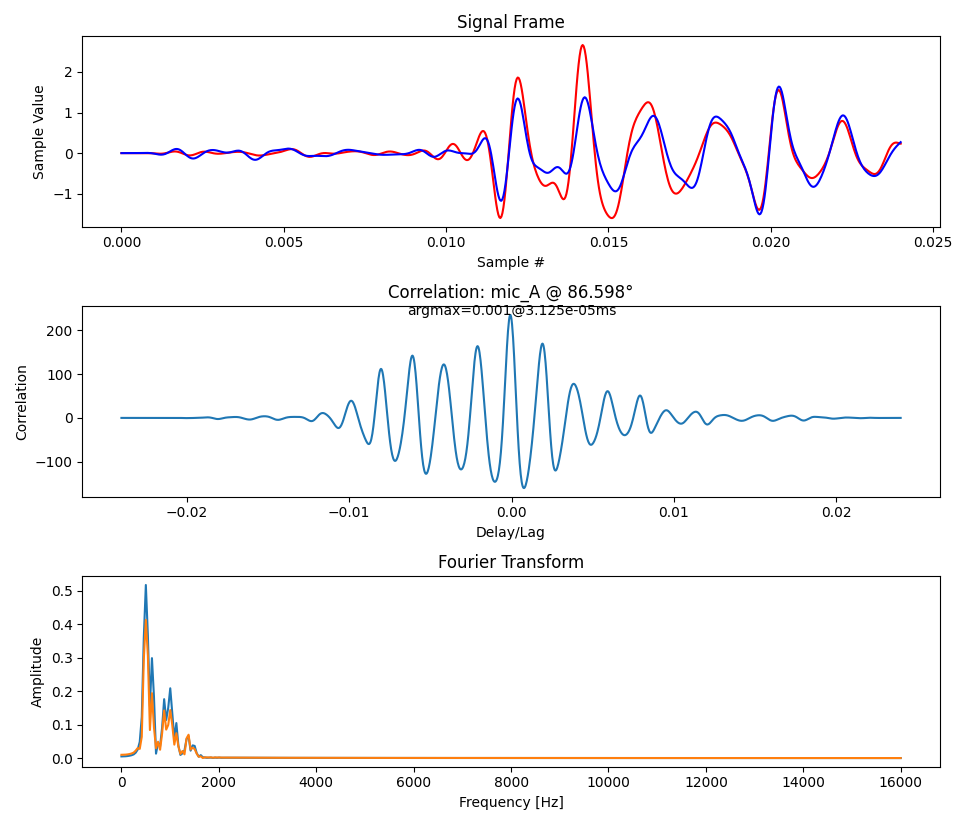 Signal Frame
Sample Value
2
1
0
−1
0.000 0.005 0.010 0.015 0.020 0.025
Sample #
Correlation: mic_A @ 86.598°
argmax=0.001@3.125e-05ms
Correlation
200
100
0
−100
−0.02 −0.01 0.00 0.01 0.02
Delay/Lag
Fourier Transform
Amplitude
0.5
0.4
0.3
0.2
0.1
0.0
0 2000 4000 6000 8000 10000 12000 14000 16000
Frequency [Hz]